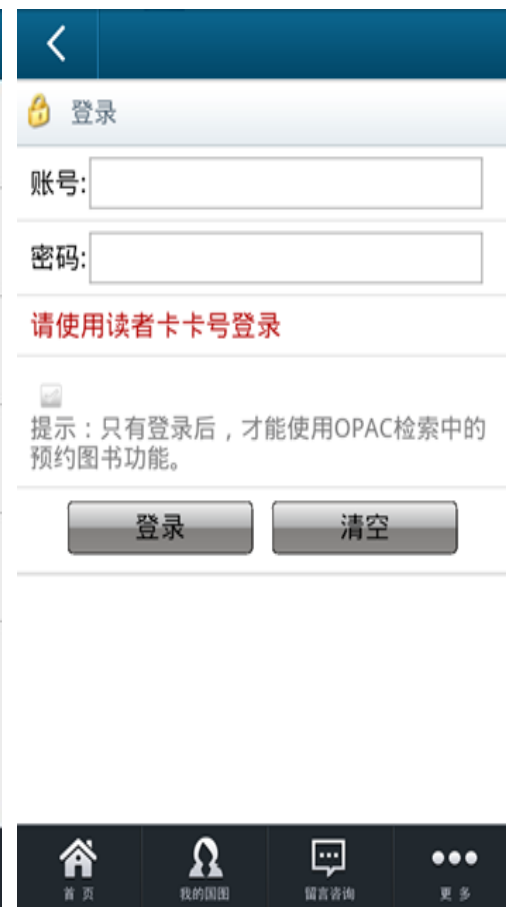 登录
账号:
密码:
请使用读者卡卡号登录
提示：只有登录后，才能使用OPAC检索中的
预约图书功能。
登录 清空
首 页 我的国图 留言咨询 更 多